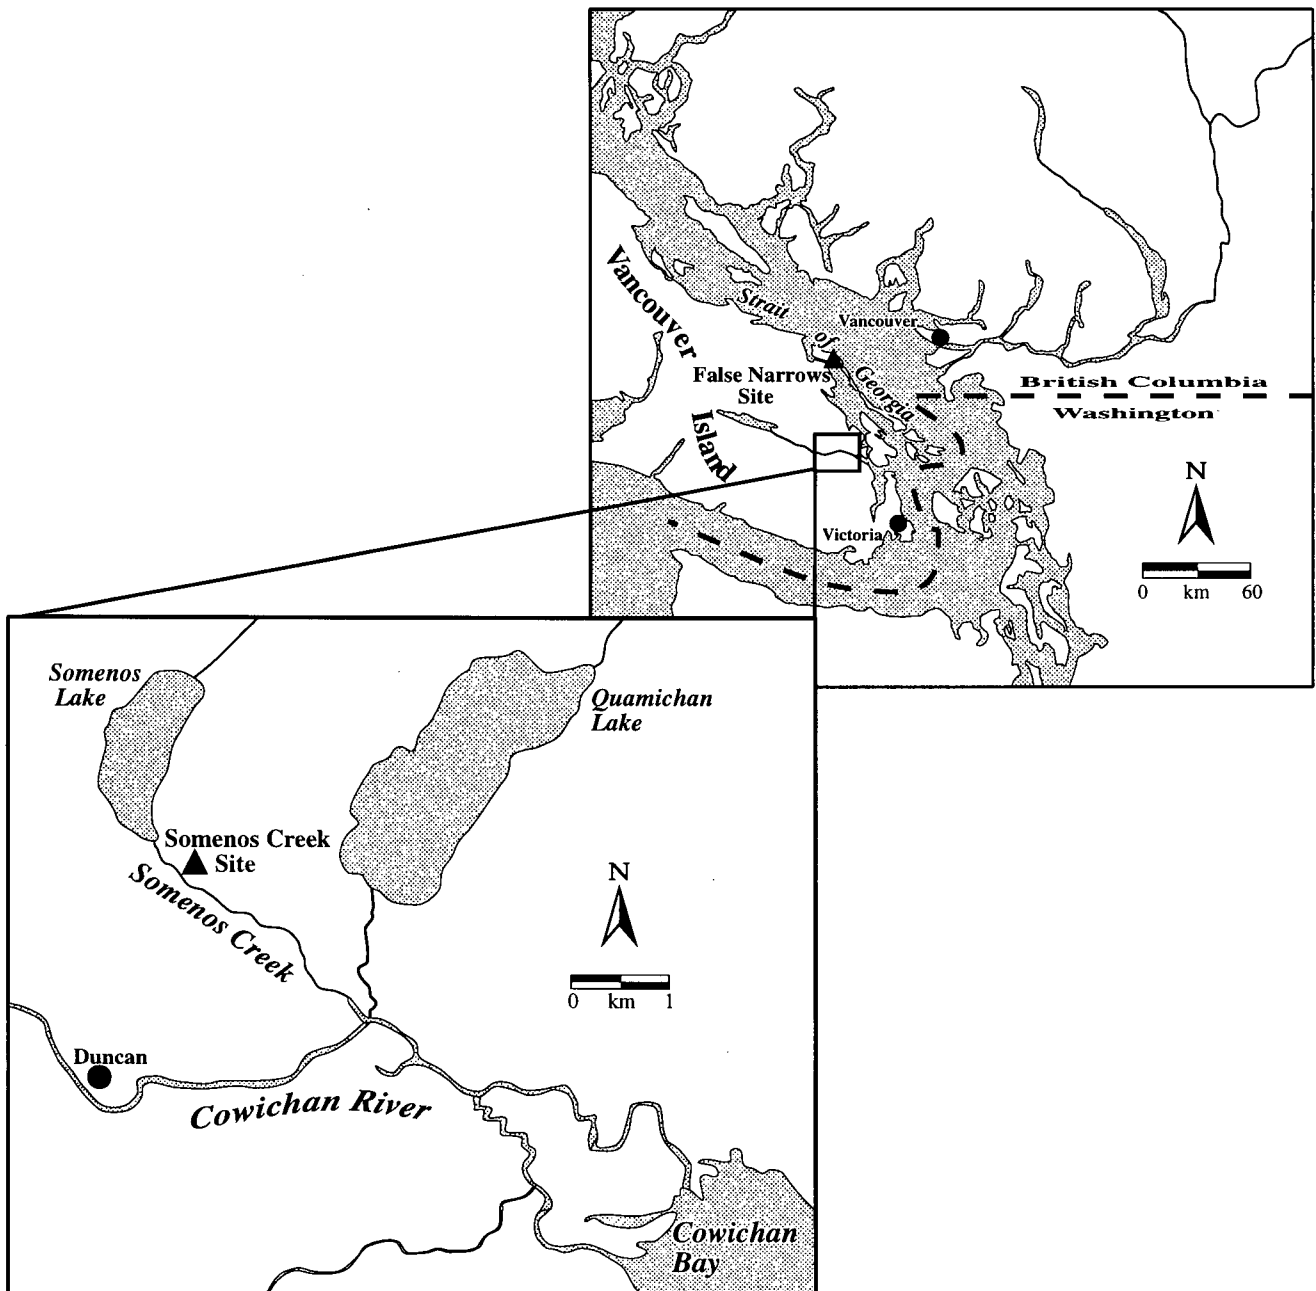 Vancouver
Island
Strait
of
Georgia
Vancouver
False Narrows
Site
British Columbia
Washington
N
Victoria
0 km 60
Somenos
Lake
Quamichan
Lake
Somenos Creek
Site
Somenos Creek
N
0 km 1
Duncan
Cowichan River
Cowichan
Bay